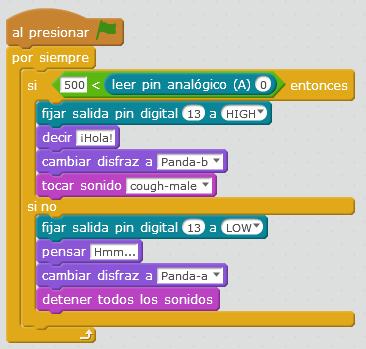 al presionar
por siempre
si 500 < leer pin analógico (A) 0 entonces
fijar salida pin digital 13 a HIGH
decir ¡Hola!
cambiar disfraz a Panda-b
tocar sonido cough-male
si no
fijar salida pin digital 13 a LOW
pensar Hmm...
cambiar disfraz a Panda-a
detener todos los sonidos